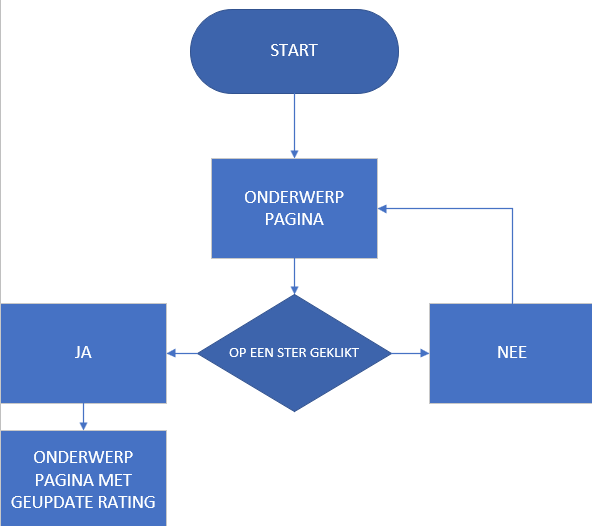 START
ONDERWERP
PAGINA
JA
OP EEN STER GEKLIKT
NEE
ONDERWERP
PAGINA MET
GEUPDATE RATING